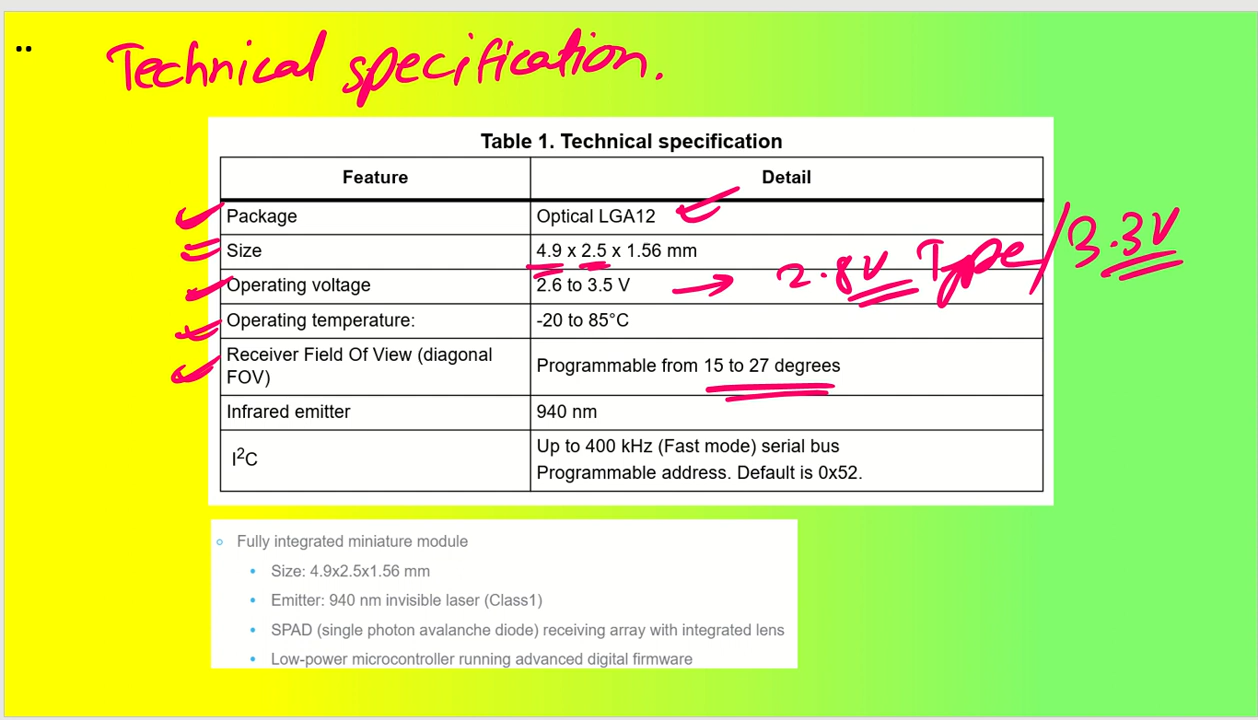 Technical specification.
Table 1. Technical specification
Feature Detail
Package Optical LGA12
Size 4.9 x 2.5 x 1.56 mm
Operating voltage 2.6 to 3.5 V
2.8V Type/3.3V
Operating temperature: -20 to 85°C
Receiver Field Of View (diagonal
FOV) Programmable from 15 to 27 degrees
Infrared emitter 940 nm
I²C Up to 400 kHz (Fast mode) serial bus
Programmable address. Default is 0x52.
Fully integrated miniature module
Size: 4.9x2.5x1.56 mm
Emitter: 940 nm invisible laser (Class1)
SPAD (single photon avalanche diode) receiving array with integrated lens
Low-power microcontroller running advanced digital firmware